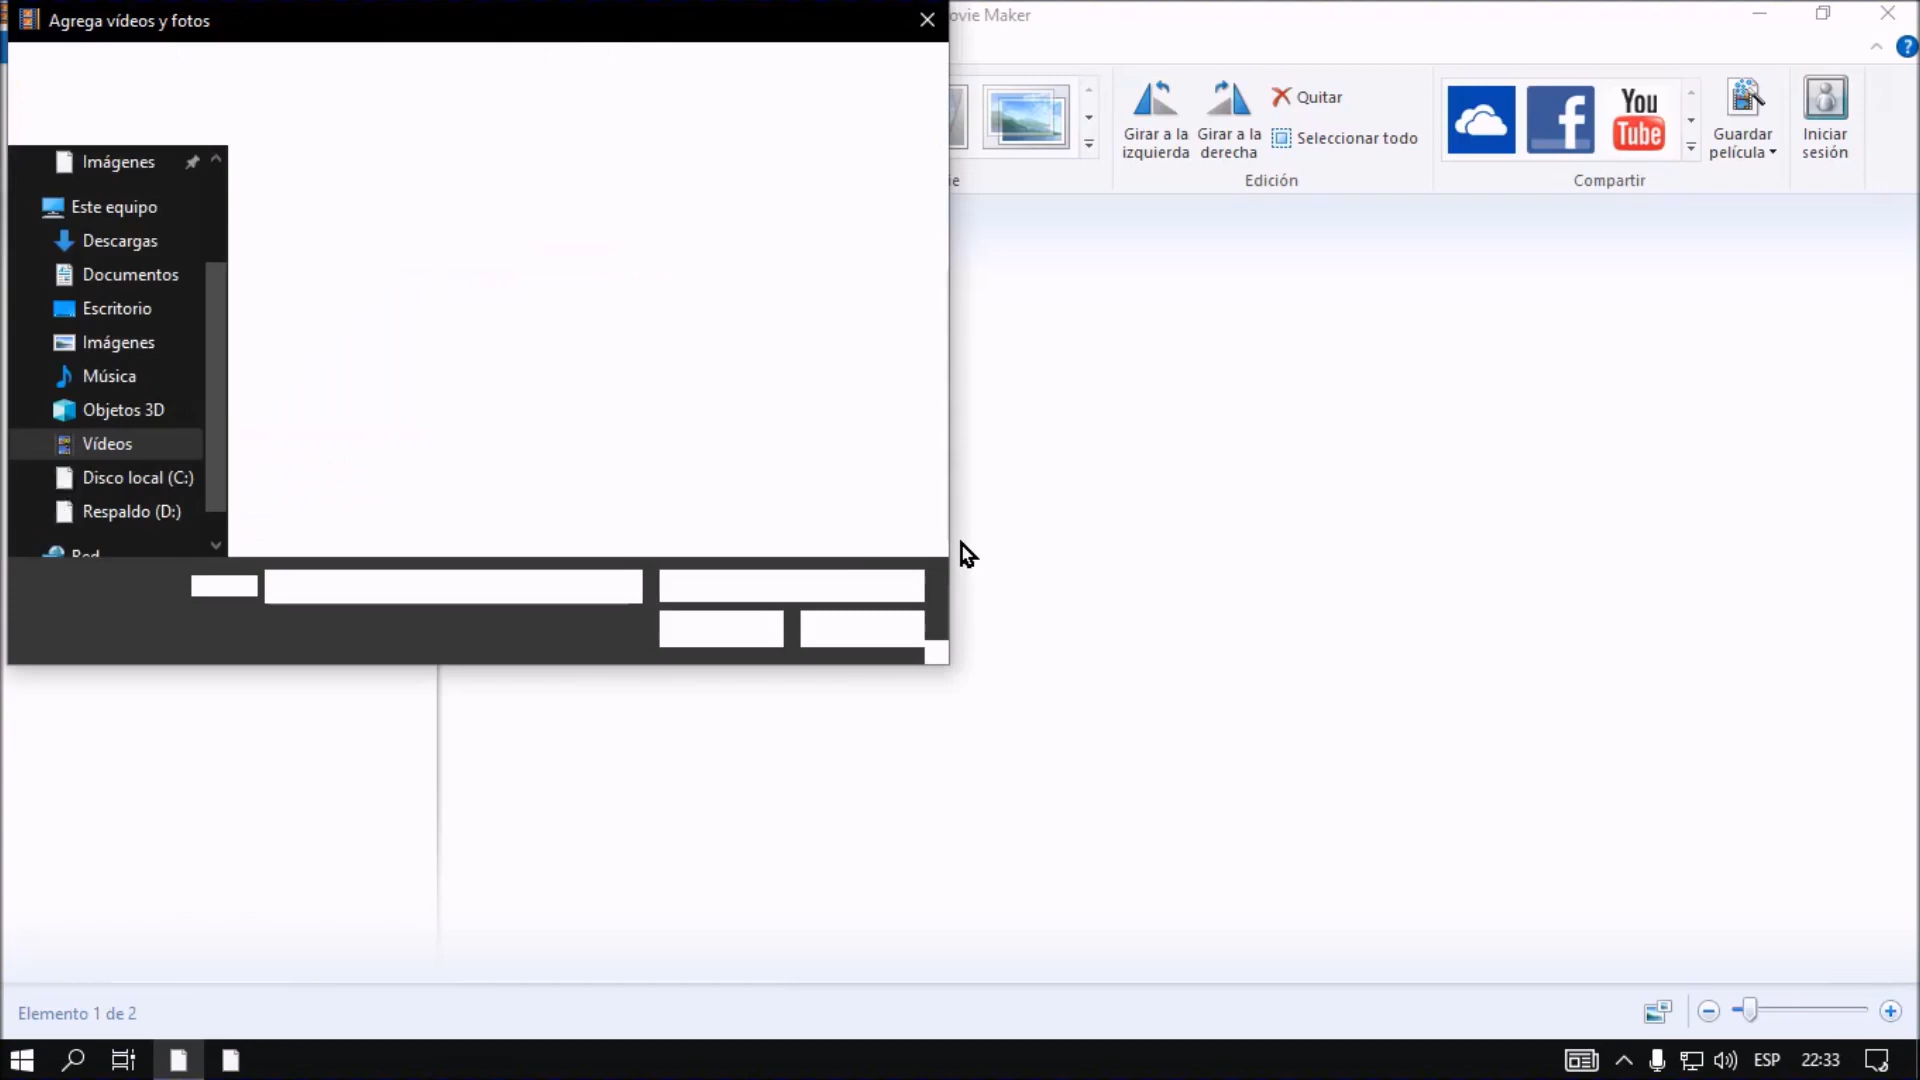 Agrega vídeos y fotos
ovie Maker
Girar a la izquierda
Girar a la derecha
Quitar
Seleccionar todo
Edición
You
Tube
Compartir
Guardar película
Iniciar sesión
Imágenes
Este equipo
Descargas
Documentos
Escritorio
Imágenes
Música
Objetos 3D
Vídeos
Disco local (C:)
Respaldo (D:)
Red
Elemento 1 de 2
ESP
22:33